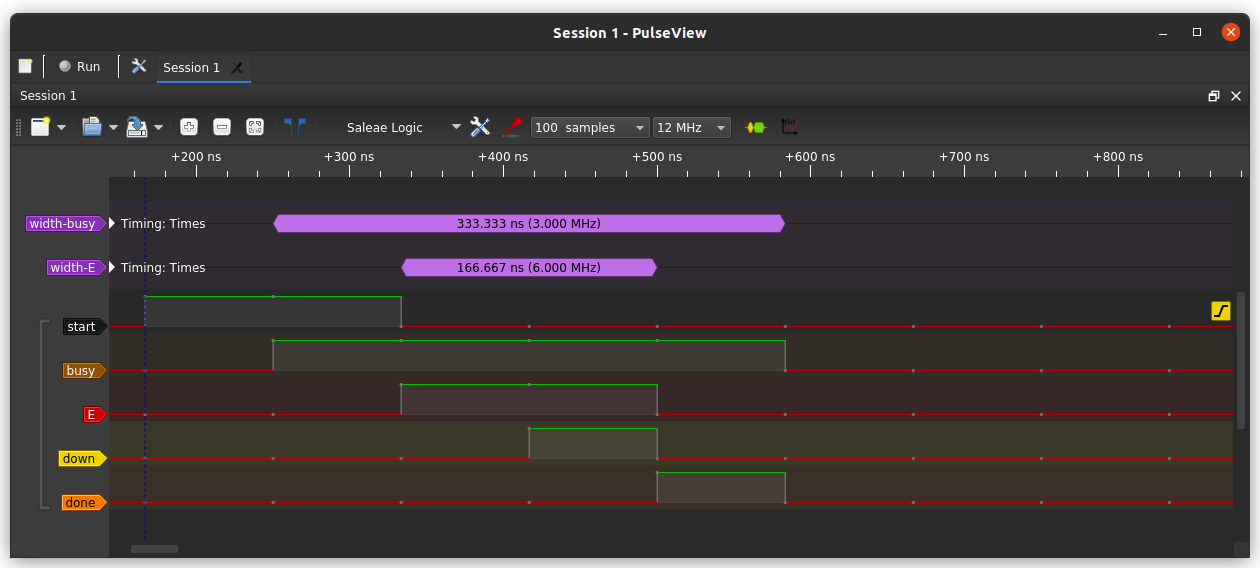 Session 1 - PulseView
Run
Session 1
Session 1
Saleae Logic
100 samples
12 MHz
+200 ns +300 ns +400 ns +500 ns +600 ns +700 ns +800 ns
width-busy Timing: Times 333.333 ns (3.000 MHz)
width-E Timing: Times 166.667 ns (6.000 MHz)
start
busy
E
down
done